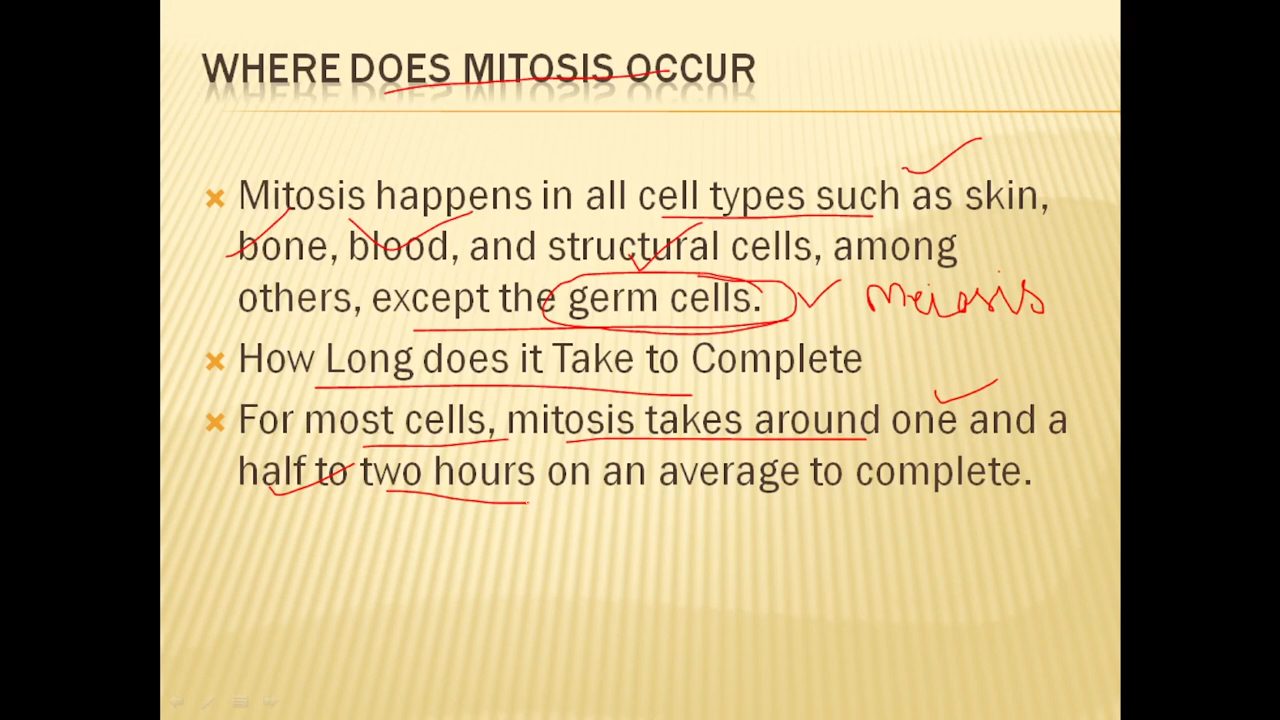 WHERE DOES MITOSIS OCCUR
Mitosis happens in all cell types such as skin,
bone, blood, and structural cells, among
others, except the germ cells. meiosis
How Long does it Take to Complete
For most cells, mitosis takes around one and a
half to two hours on an average to complete.